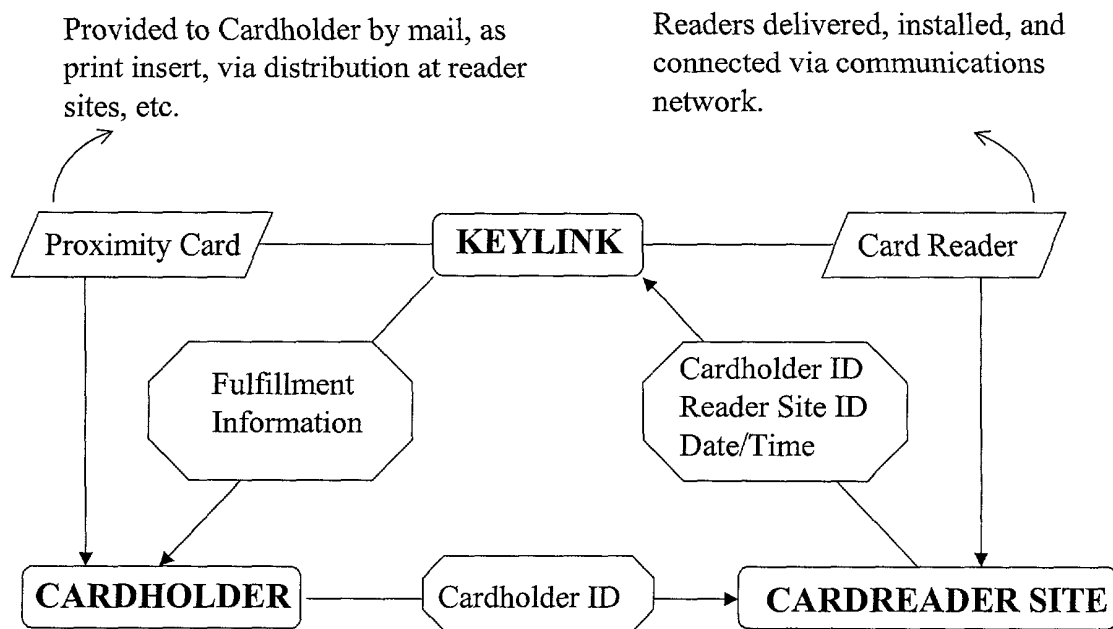 Provided to Cardholder by mail, as
print insert, via distribution at reader
sites, etc.
Readers delivered, installed, and
connected via communications
network.
Proximity Card
KEYLINK
Card Reader
Fulfillment
Information
Cardholder ID
Reader Site ID
Date/Time
CARDHOLDER
Cardholder ID
CARDREADER SITE